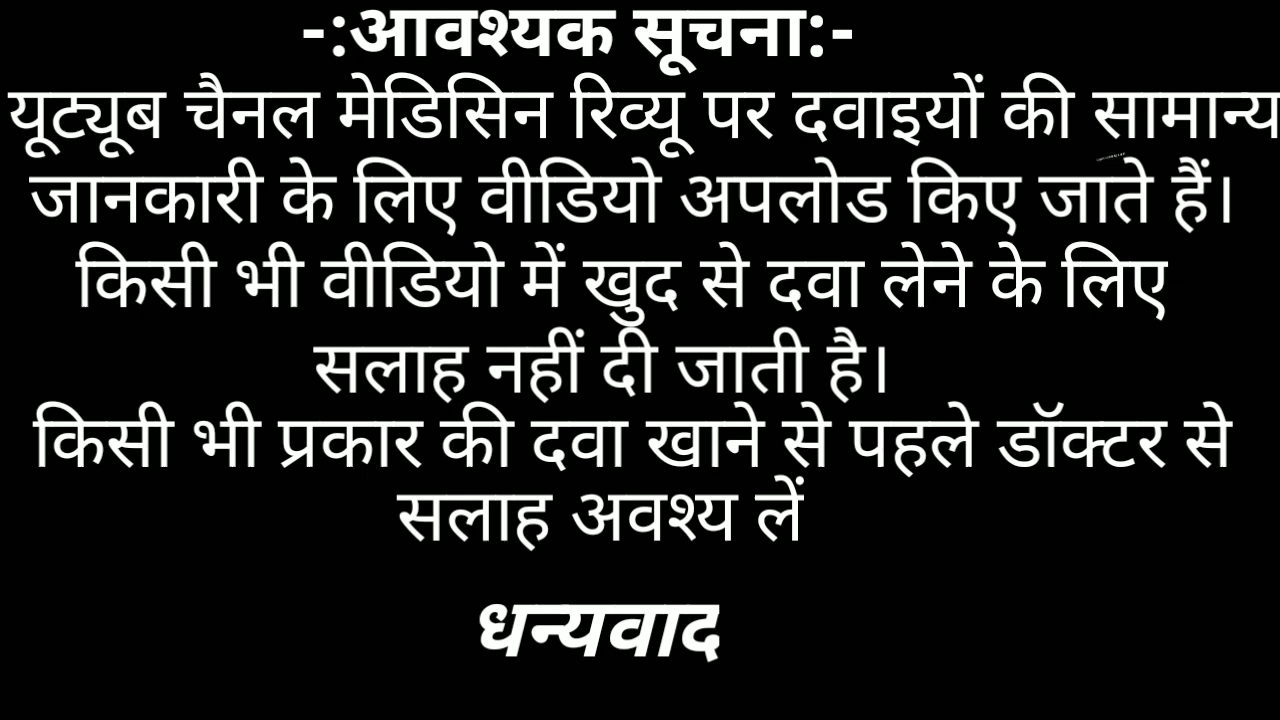 -:आवश्यक सूचना:-
यूट्यूब चैनल मेडिसिन रिव्यू पर दवाइयों की सामान्य
जानकारी के लिए वीडियो अपलोड किए जाते हैं।
किसी भी वीडियो में खुद से दवा लेने के लिए
सलाह नहीं दी जाती है।
किसी भी प्रकार की दवा खाने से पहले डॉक्टर से
सलाह अवश्य लें
धन्यवाद